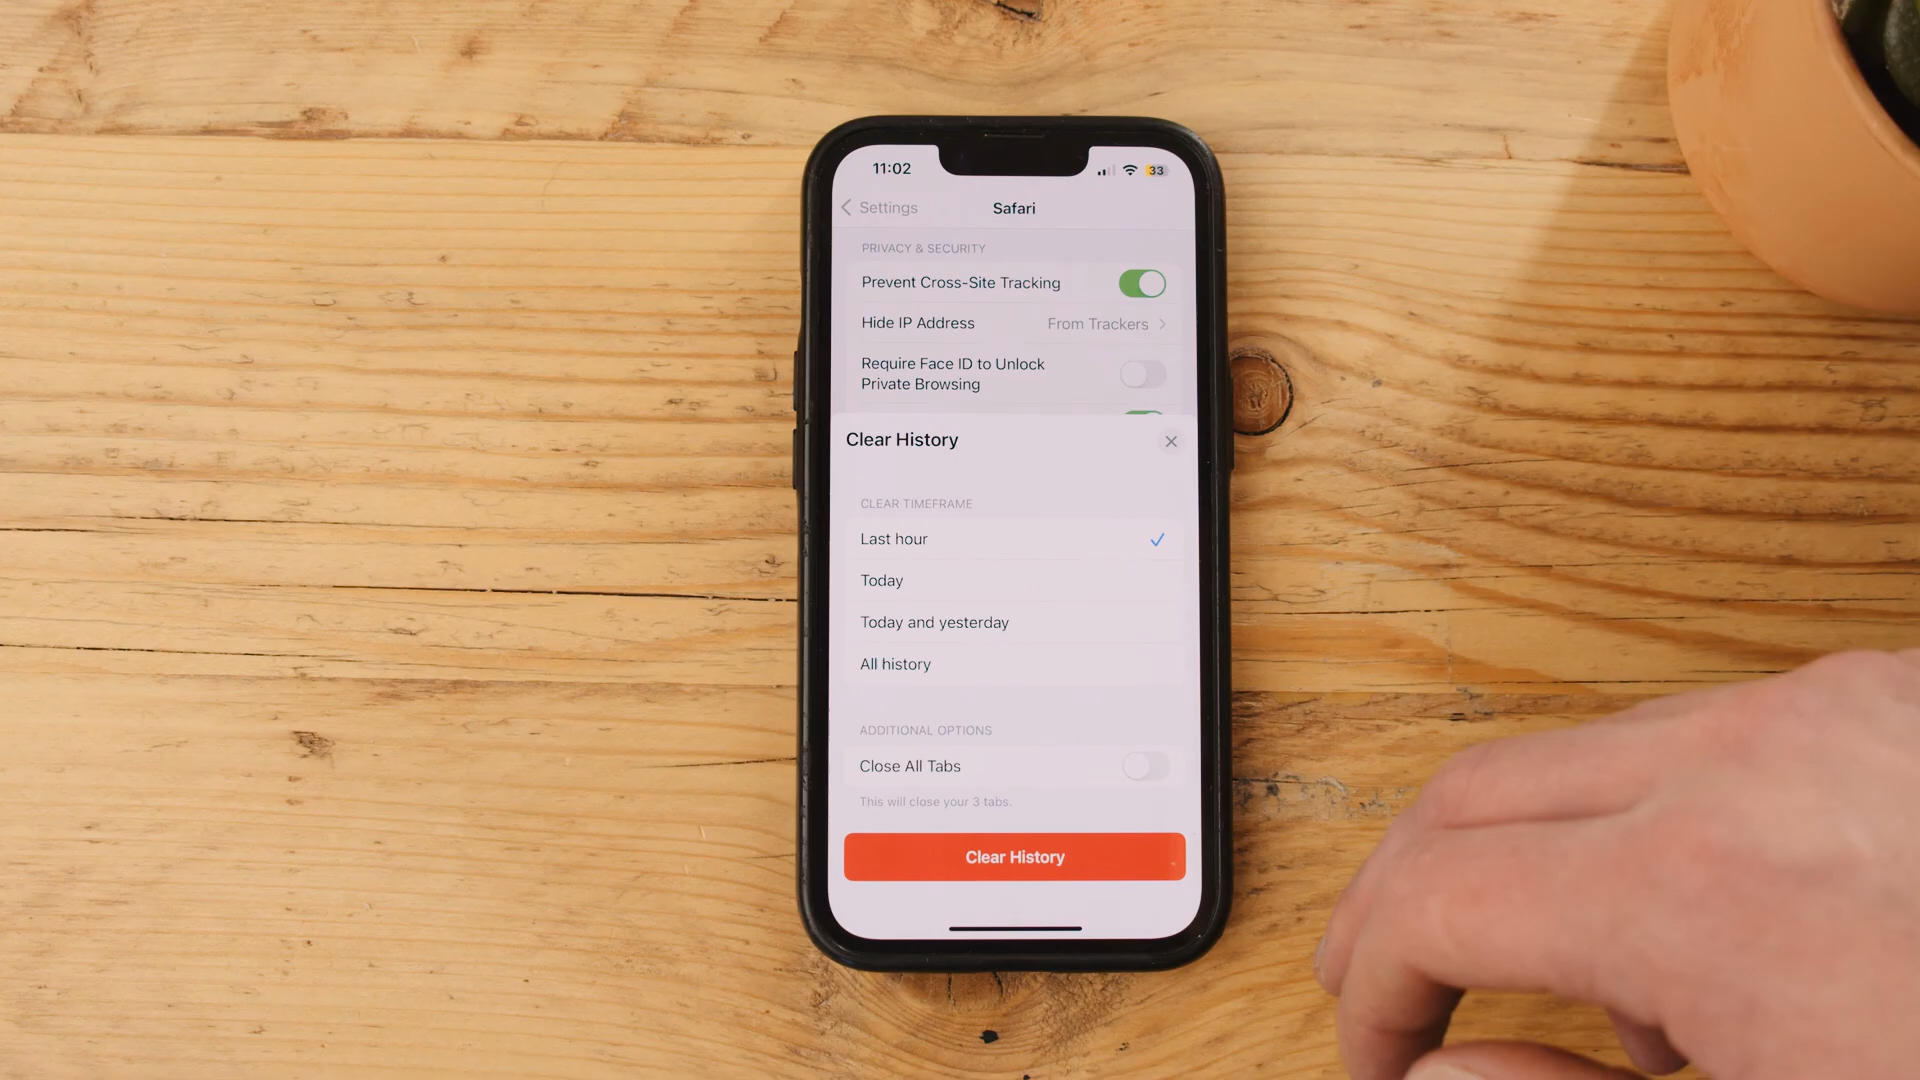 11:02
33
Settings
Safari
PRIVACY & SECURITY
Prevent Cross-Site Tracking
Hide IP Address
From Trackers
Require Face ID to Unlock
Private Browsing
Clear History
CLEAR TIMEFRAME
Last hour
Today
Today and yesterday
All history
ADDITIONAL OPTIONS
Close All Tabs
This will close your 3 tabs.
Clear History